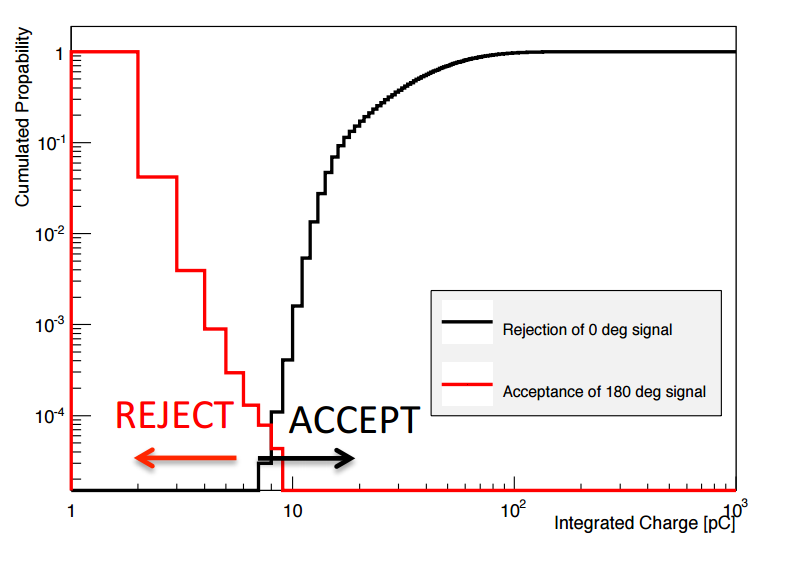 Cumulated Propability
1
10-1
10-2
10-3
10-4
REJECT
ACCEPT
Rejection of 0 deg signal
Acceptance of 180 deg signal
1
10
10²
10³
Integrated Charge [pC]